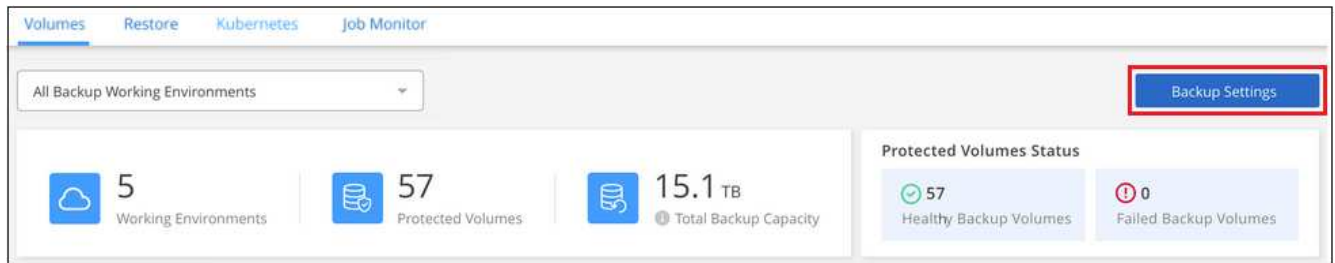 Volumes Restore Kubernetes Job Monitor
All Backup Working Environments
Backup Settings
5
Working Environments
57
Protected Volumes
15.1 TB
Total Backup Capacity
Protected Volumes Status
57
Healthy Backup Volumes
0
Failed Backup Volumes